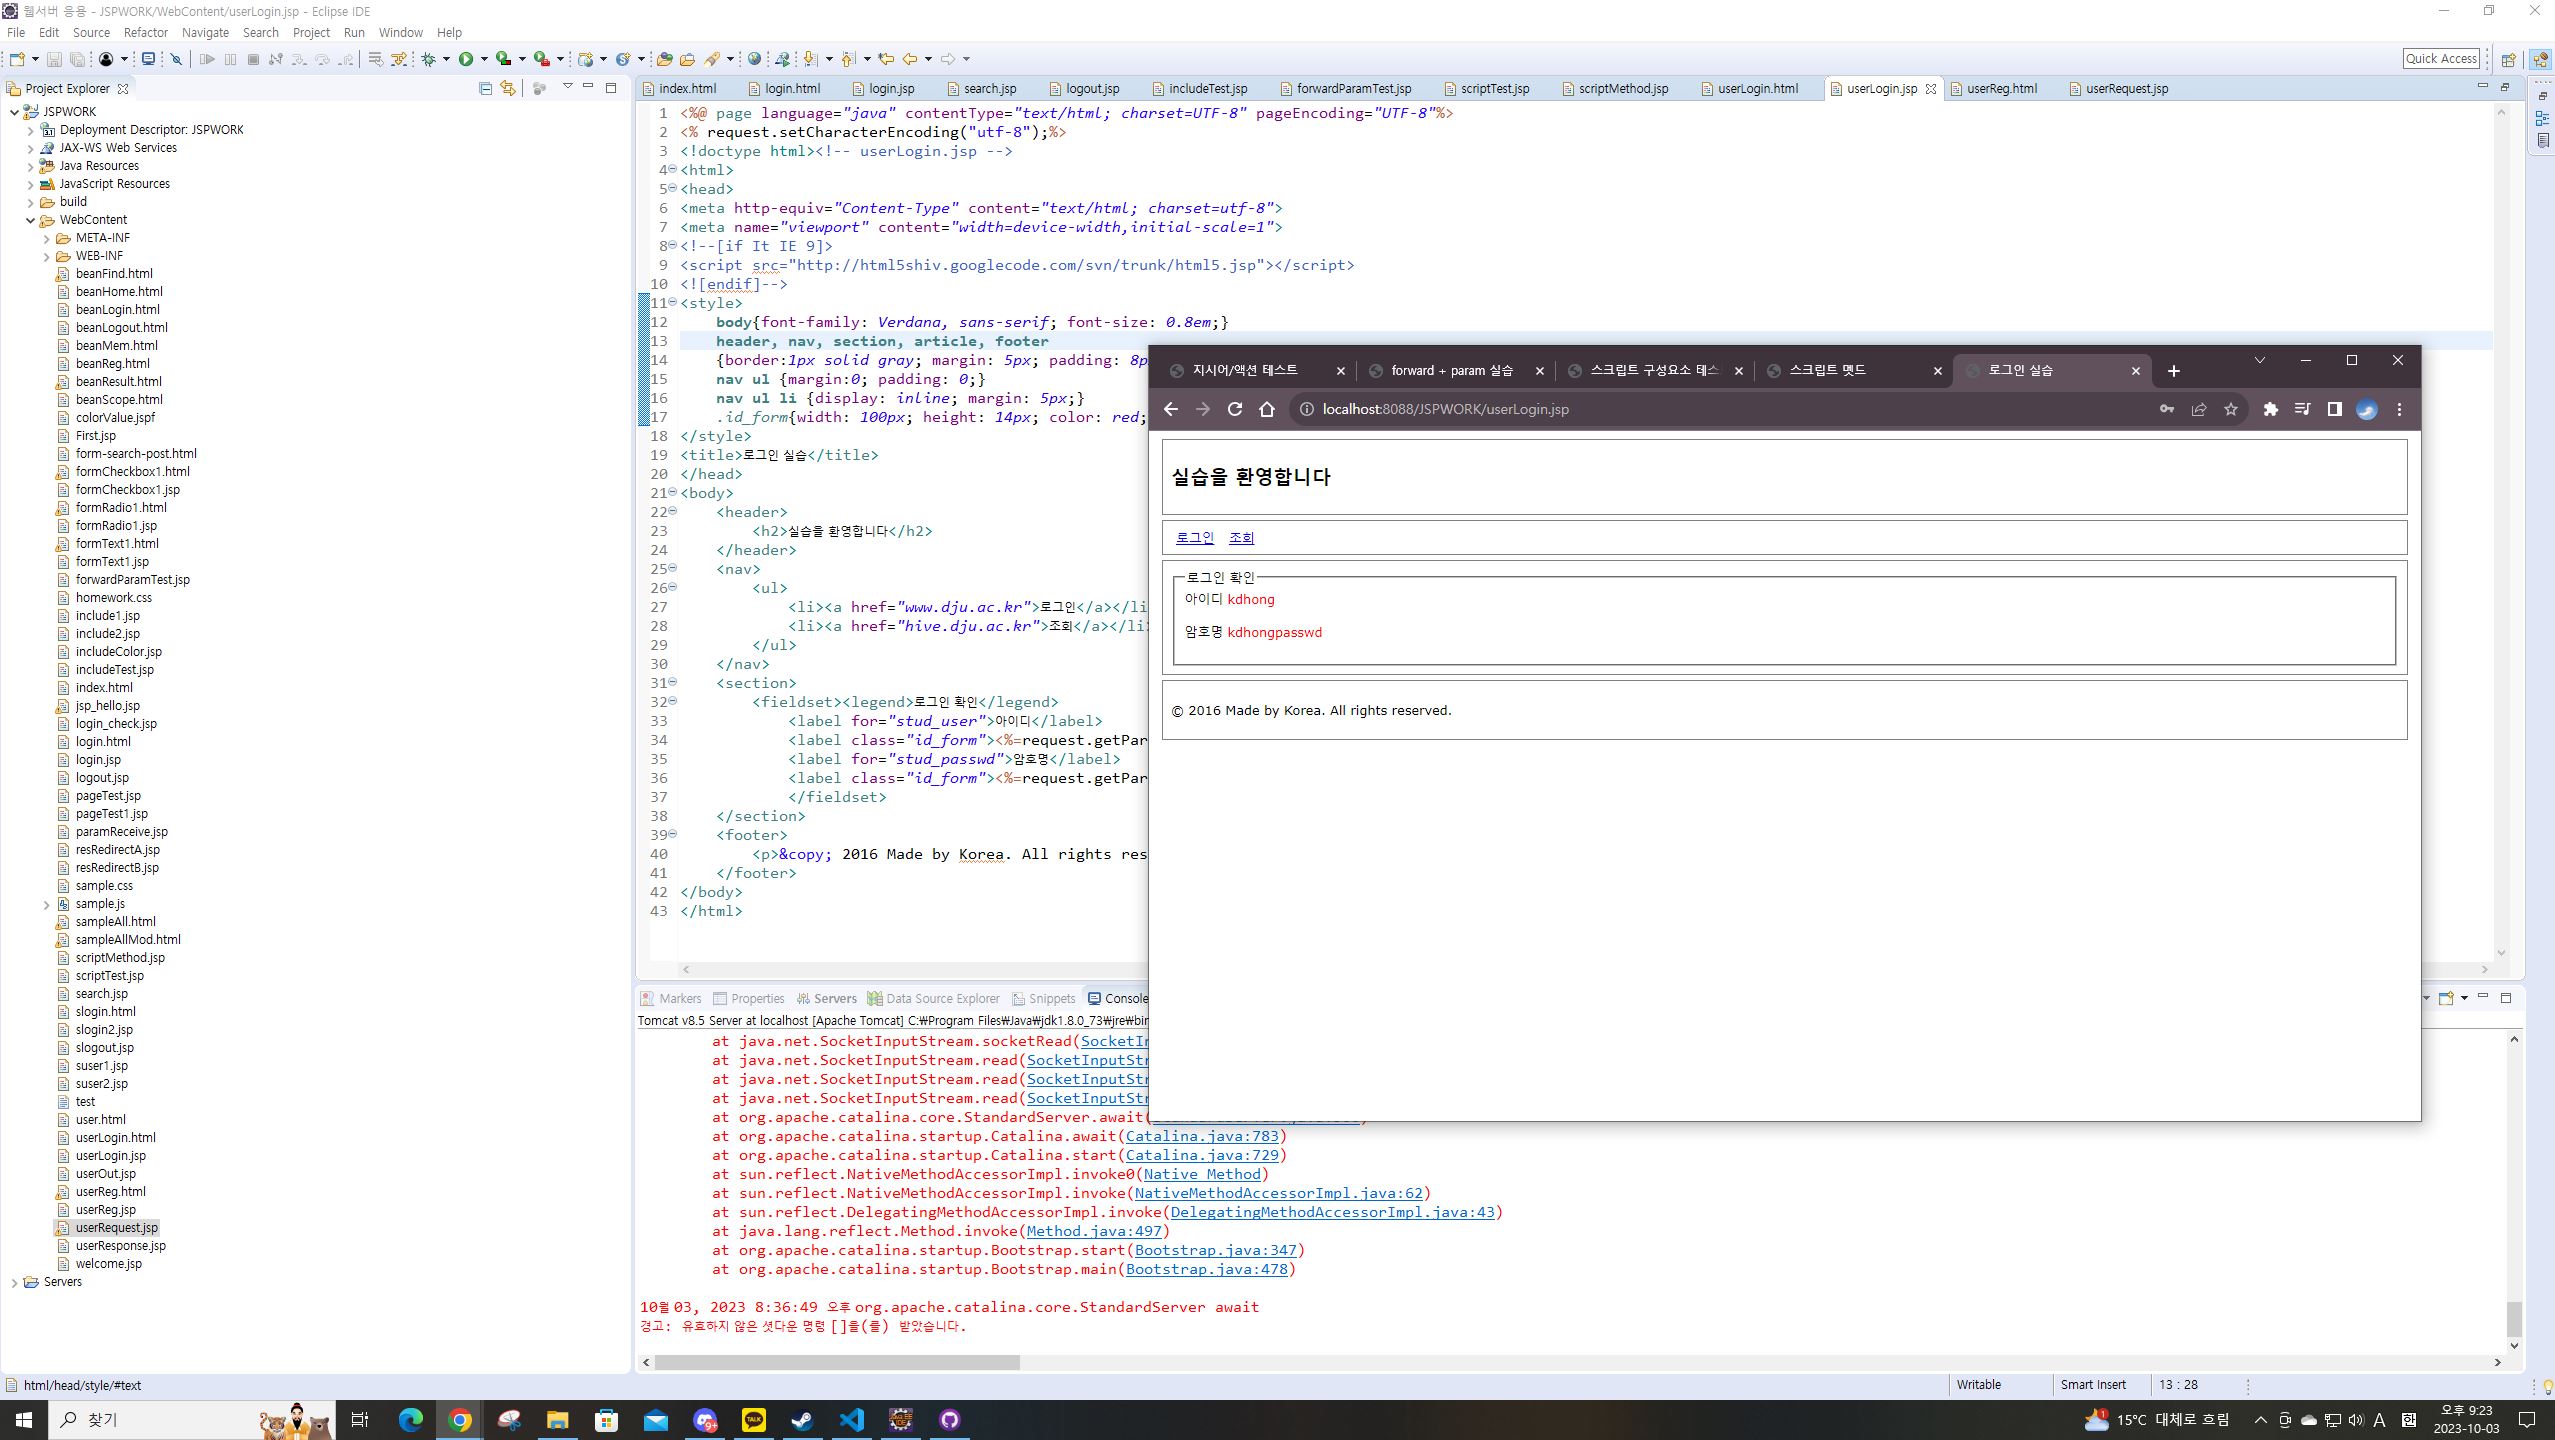 웹서버 응용 - JSPWORK/WebContent/userLogin.jsp - Eclipse IDE
File Edit Source Refactor Navigate Search Project Run Window Help
Quick Access
Project Explorer
JSPWORK
Deployment Descriptor: JSPWORK
JAX-WS Web Services
Java Resources
JavaScript Resources
build
WebContent
META-INF
WEB-INF
beanFind.html
beanHome.html
beanLogin.html
beanLogout.html
beanMem.html
beanReg.html
beanResult.html
beanScope.html
colorValue.jspf
First.jsp
form-search-post.html
formCheckbox1.html
formCheckbox1.jsp
formRadio1.html
formRadio1.jsp
formText1.html
formText1.jsp
forwardParamTest.jsp
homework.css
include1.jsp
include2.jsp
includeColor.jsp
includeTest.jsp
index.html
jsp_hello.jsp
login_check.jsp
login.html
login.jsp
logout.jsp
pageTest.jsp
pageTest1.jsp
paramReceive.jsp
resRedirectA.jsp
resRedirectB.jsp
sample.css
sample.js
sampleAll.html
sampleAllMod.html
scriptMethod.jsp
scriptTest.jsp
search.jsp
slogin.html
slogin2.jsp
slogout.jsp
suser1.jsp
suser2.jsp
test
user.html
userLogin.html
userLogin.jsp
userOut.jsp
userReg.html
userReg.jsp
userRequest.jsp
userResponse.jsp
welcome.jsp
Servers
index.html login.html login.jsp search.jsp logout.jsp includeTest.jsp forwardParamTest.jsp scriptTest.jsp scriptMethod.jsp userLogin.html userLogin.jsp userReg.html userRequest.jsp
1 <%@ page language="java" contentType="text/html; charset=UTF-8" pageEncoding="UTF-8"%>
2 <% request.setCharacterEncoding("utf-8");%>
3 <!doctype html><!-- userLogin.jsp -->
4 <html>
5 <head>
6 <meta http-equiv="Content-Type" content="text/html; charset=utf-8">
7 <meta name="viewport" content="width=device-width,initial-scale=1">
8 <!--[if It IE 9]>
9 <script src="http://html5shiv.googlecode.com/svn/trunk/html5.jsp"></script>
10 <![endif]-->
11 <style>
12 body{font-family: Verdana, sans-serif; font-size: 0.8em;}
13 header, nav, section, article, footer
14 {border:1px solid gray; margin: 5px; padding: 8p
15 nav ul {margin:0; padding: 0;}
16 nav ul li {display: inline; margin: 5px;}
17 .id_form{width: 100px; height: 14px; color: red;
18 </style>
19 <title>로그인 실습</title>
20 </head>
21 <body>
22 <header>
23 <h2>실습을 환영합니다</h2>
24 </header>
25 <nav>
26 <ul>
27 <li><a href="www.dju.ac.kr">로그인</a></li
28 <li><a href="hive.dju.ac.kr">조회</a></li>
29 </ul>
30 </nav>
31 <section>
32 <fieldset><legend>로그인 확인</legend>
33 <label for="stud_user">아이디</label>
34 <label class="id_form"><%=request.getPar
35 <label for="stud_passwd">암호명</label>
36 <label class="id_form"><%=request.getPar
37 </fieldset>
38 </section>
39 <footer>
40 <p>&copy; 2016 Made by Korea. All rights res
41 </footer>
42 </body>
43 </html>
지시어/액션 테스트 forward + param 실습 스크립트 구성요소 테스 스크립트 멧드 로그인 실습
localhost:8088/JSPWORK/userLogin.jsp
실습을 환영합니다
로그인 조회
로그인 확인
아이디 kdhong
암호명 kdhongpasswd
© 2016 Made by Korea. All rights reserved.
Markers Properties Servers Data Source Explorer Snippets Console
Tomcat v8.5 Server at localhost [Apache Tomcat] C:₩Program Files₩Java₩jdk1.8.0_73₩jre₩bin
at java.net.SocketInputStream.socketRead(SocketIn
at java.net.SocketInputStream.read(SocketInputStr
at java.net.SocketInputStream.read(SocketInputStr
at java.net.SocketInputStream.read(SocketInputStr
at org.apache.catalina.core.StandardServer.await(
at org.apache.catalina.startup.Catalina.await(Catalina.java:783)
at org.apache.catalina.startup.Catalina.start(Catalina.java:729)
at sun.reflect.NativeMethodAccessorImpl.invoke0(Native Method)
at sun.reflect.NativeMethodAccessorImpl.invoke(NativeMethodAccessorImpl.java:62)
at sun.reflect.DelegatingMethodAccessorImpl.invoke(DelegatingMethodAccessorImpl.java:43)
at java.lang.reflect.Method.invoke(Method.java:497)
at org.apache.catalina.startup.Bootstrap.start(Bootstrap.java:347)
at org.apache.catalina.startup.Bootstrap.main(Bootstrap.java:478)
10월 03, 2023 8:36:49 오후 org.apache.catalina.core.StandardServer await
경고: 유효하지 않은 셧다운 명령 []을(를) 받았습니다.
html/head/style/#text Writable Smart Insert 13 : 28
찾기 15°C 대체로 흐림 A 한 오후 9:23
2023-10-03